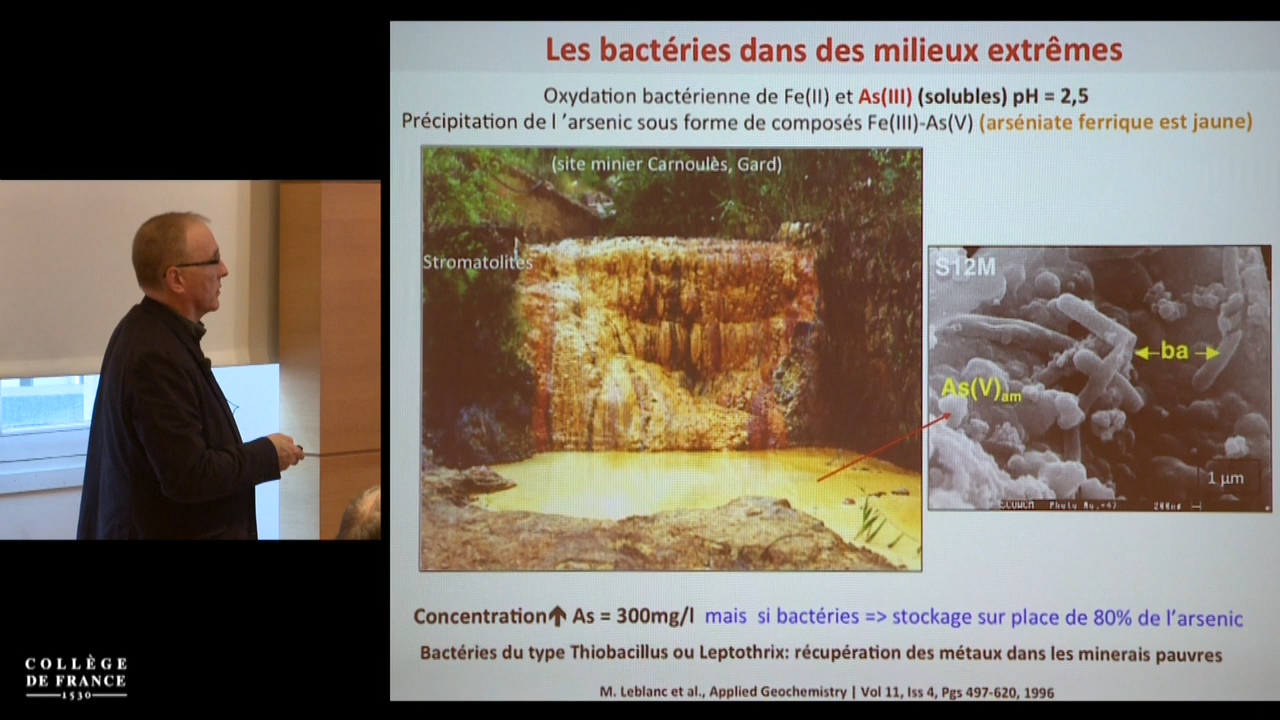 Les bactéries dans des milieux extrêmes
Oxydation bactérienne de Fe(II) et As(III) (solubles) pH = 2,5
Précipitation de l ’arsenic sous forme de composés Fe(III)-As(V) (arséniate ferrique est jaune)
(site minier Carnoulès, Gard)
Stromatolites
S12M
ba
As(V)am
1 µm
Concentration As = 300mg/l mais si bactéries => stockage sur place de 80% de l’arsenic
Bactéries du type Thiobacillus ou Leptothrix: récupération des métaux dans les minerais pauvres
M. Leblanc et al., Applied Geochemistry | Vol 11, Iss 4, Pgs 497-620, 1996
COLLÈGE
DE FRANCE
1530